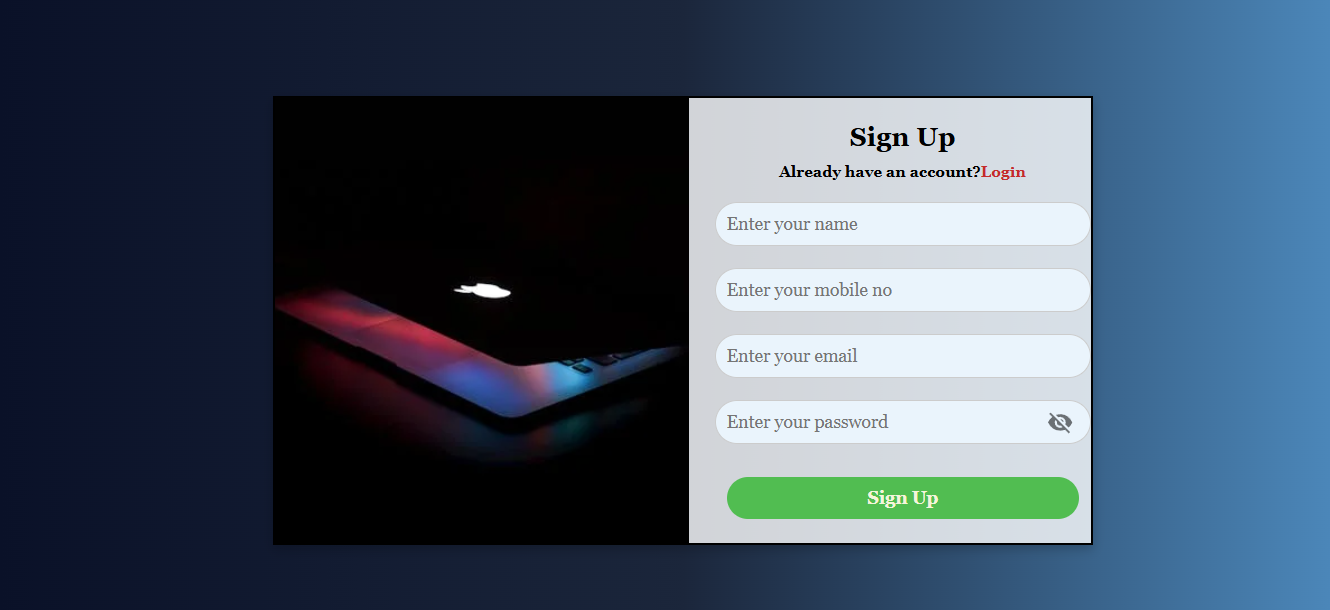 Sign Up
Already have an account?Login
Enter your name
Enter your mobile no
Enter your email
Enter your password
Sign Up